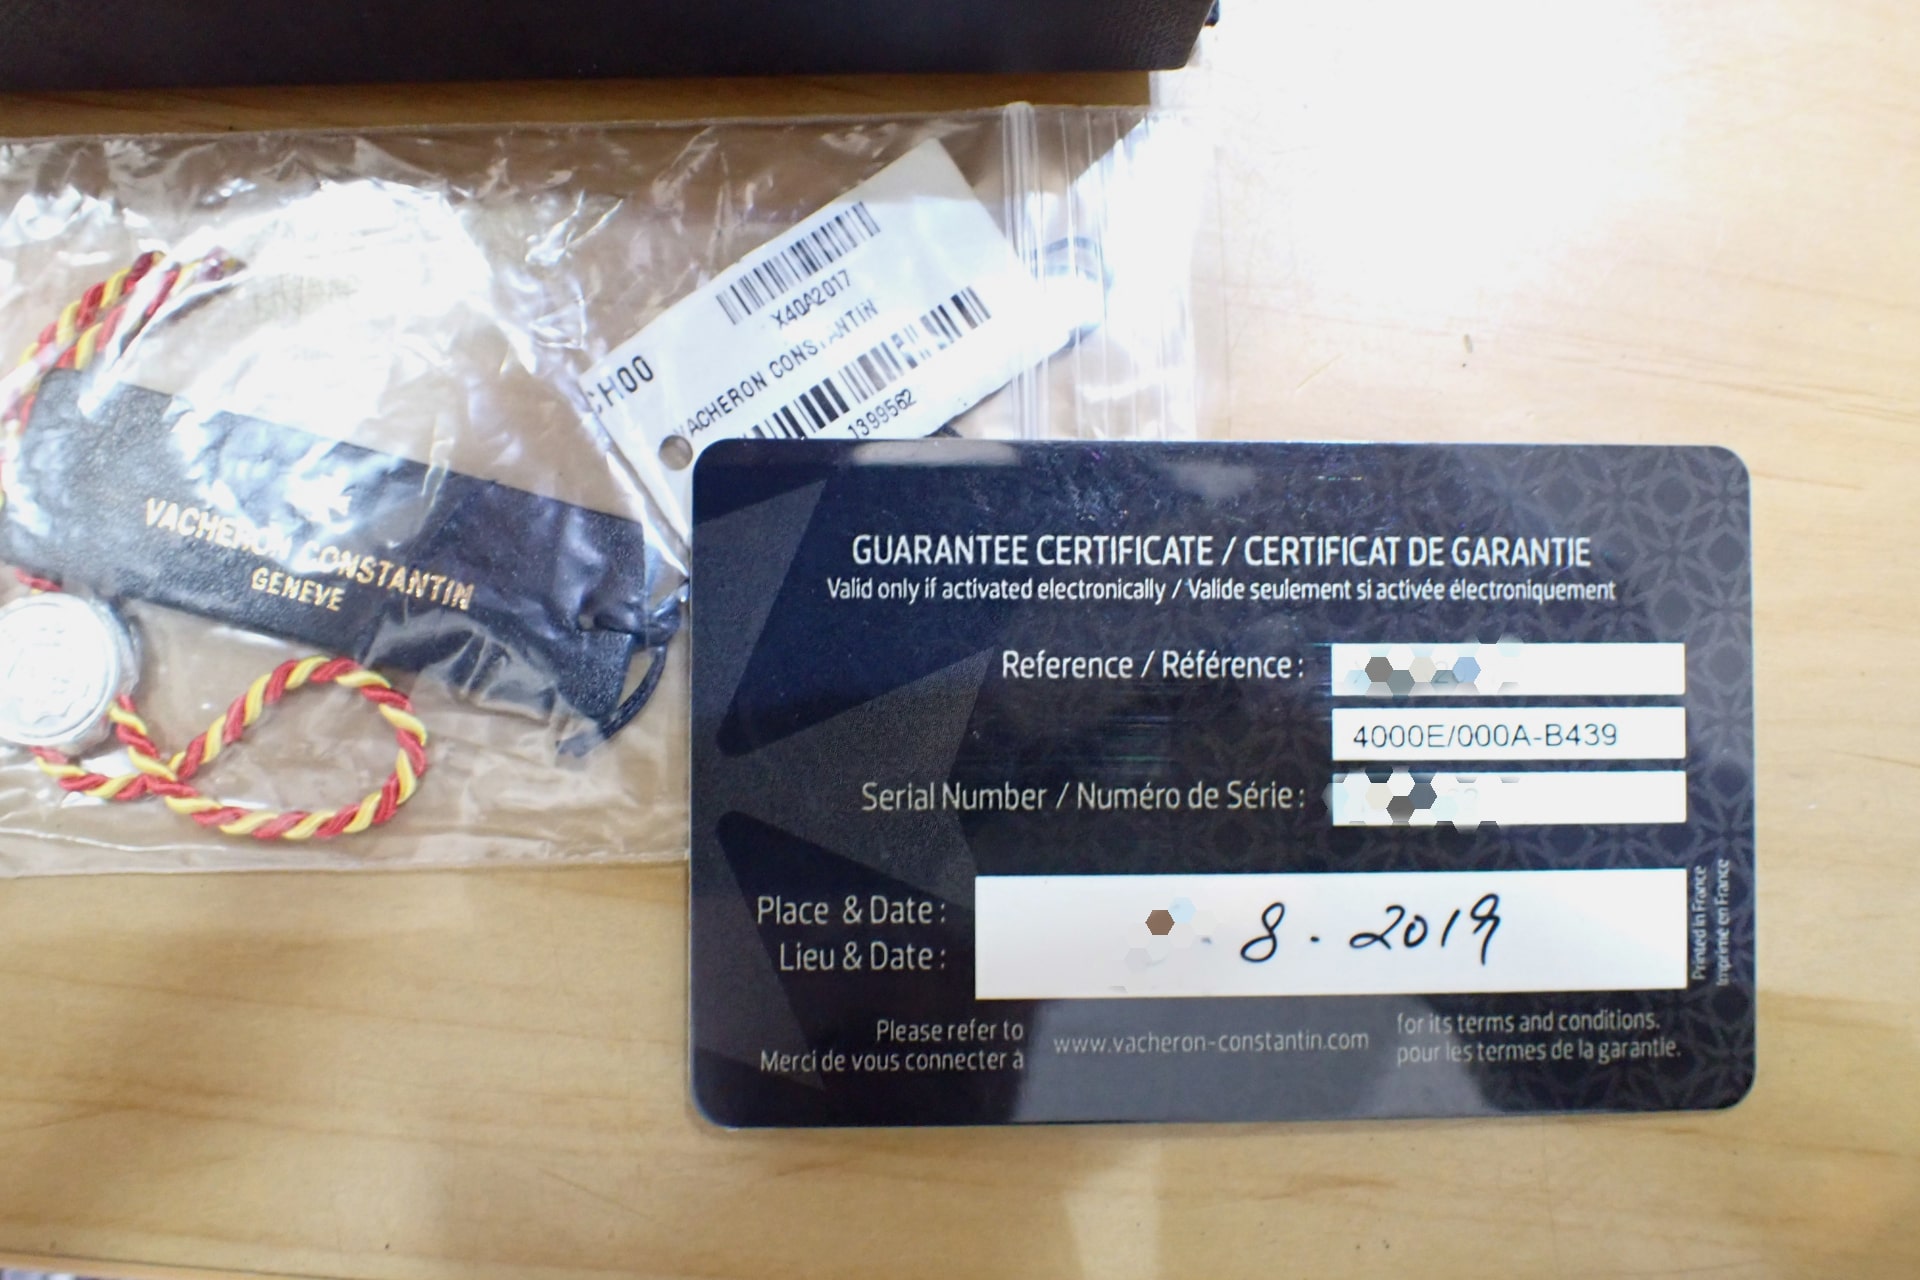 X40A2017
VACHERON CONSTANTIN
CH00
1399562
VACHERON CONSTANTIN
GENEVE
GUARANTEE CERTIFICATE / CERTIFICAT DE GARANTIE
Valid only if activated electronically / Valide seulement si activée électroniquement
Reference / Référence :
4000E/000A-B439
Serial Number / Numéro de Série :
Place & Date :
Lieu & Date :
8 . 2019
Printed in France
Imprimé en France
Please refer to
Merci de vous connecter à
www.vacheron-constantin.com
for its terms and conditions.
pour les termes de la garantie.